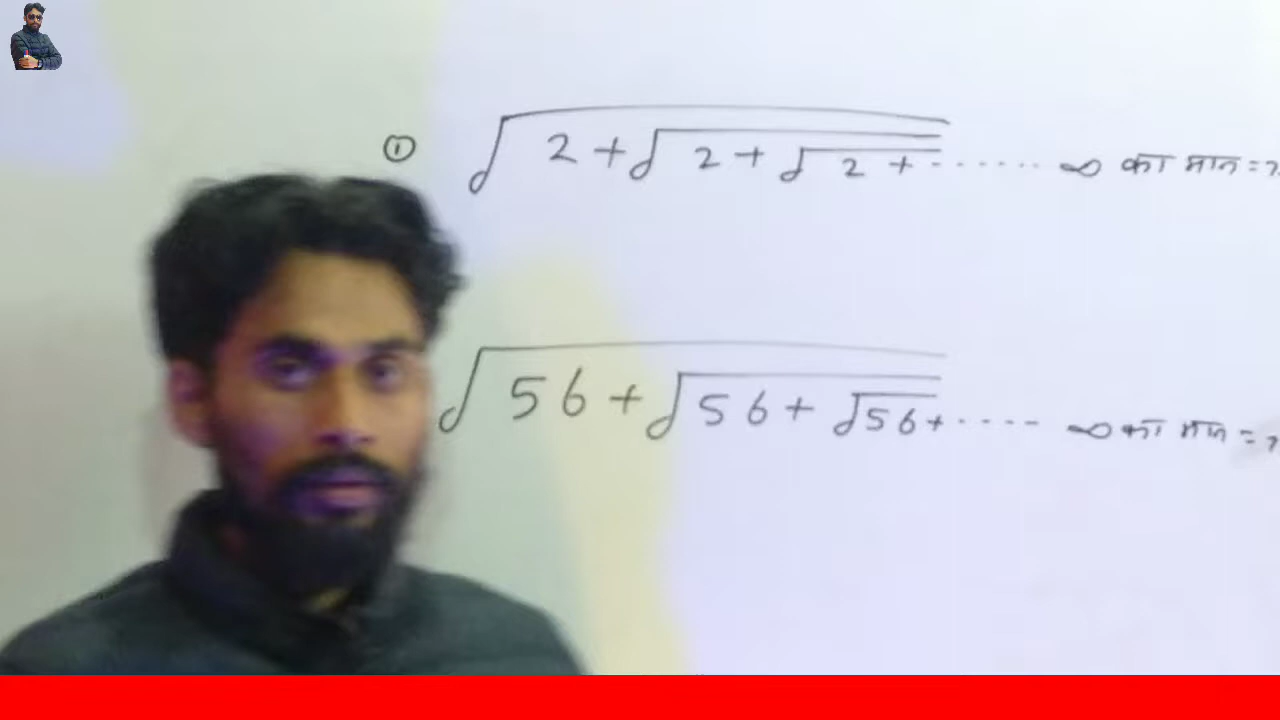 ① √(2 + √(2 + √(2 + ...... ∞ का मान = ?
√(56 + √(56 + √(56 + .... ∞ का मान = ?